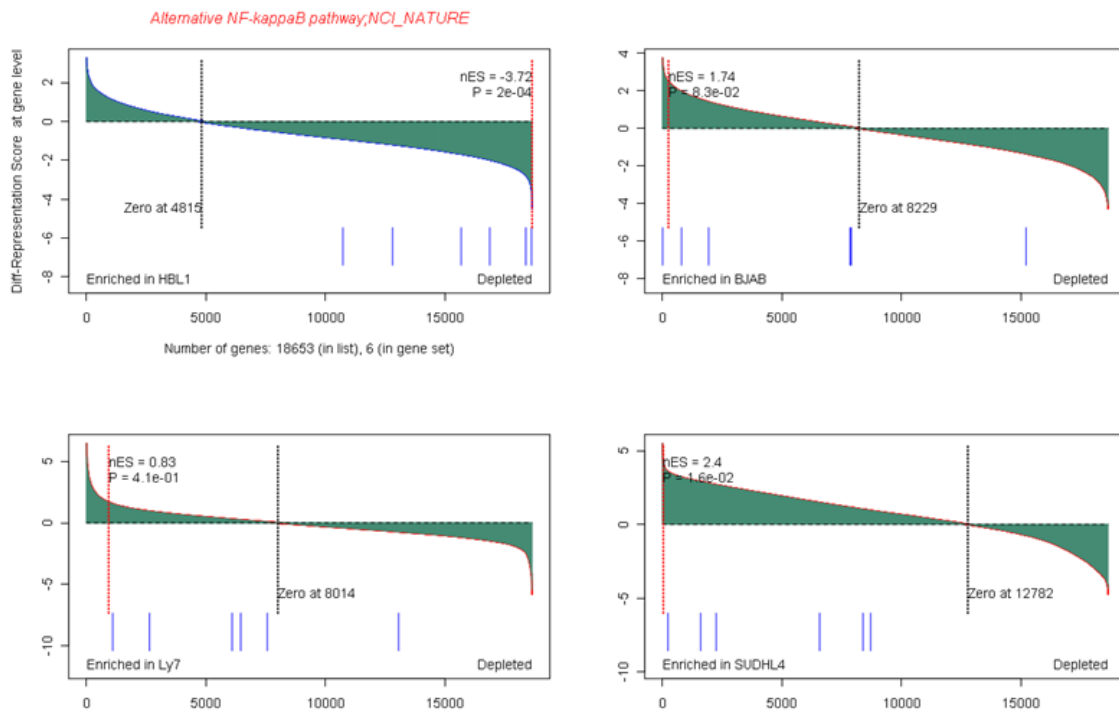 Alternative NF-kappaB pathway;NCI_NATURE
Diff-Representation Score at gene level
2
0
-2
-4
-6
-8
nES = -3.72
P = 2e-04
Zero at 4815
Enriched in HBL1
Depleted
0
5000
10000
15000
Number of genes: 18653 (in list), 6 (in gene set)
4
2
0
-2
-4
-6
-8
nES = 1.74
P = 8.3e-02
Zero at 8229
Enriched in BJAB
Depleted
0
5000
10000
15000
5
0
-5
-10
nES = 0.83
P = 4.1e-01
Zero at 8014
Enriched in Ly7
Depleted
0
5000
10000
15000
5
0
-5
-10
nES = 2.4
P = 1.6e-02
Zero at 12782
Enriched in SUDHL4
Depleted
0
5000
10000
15000